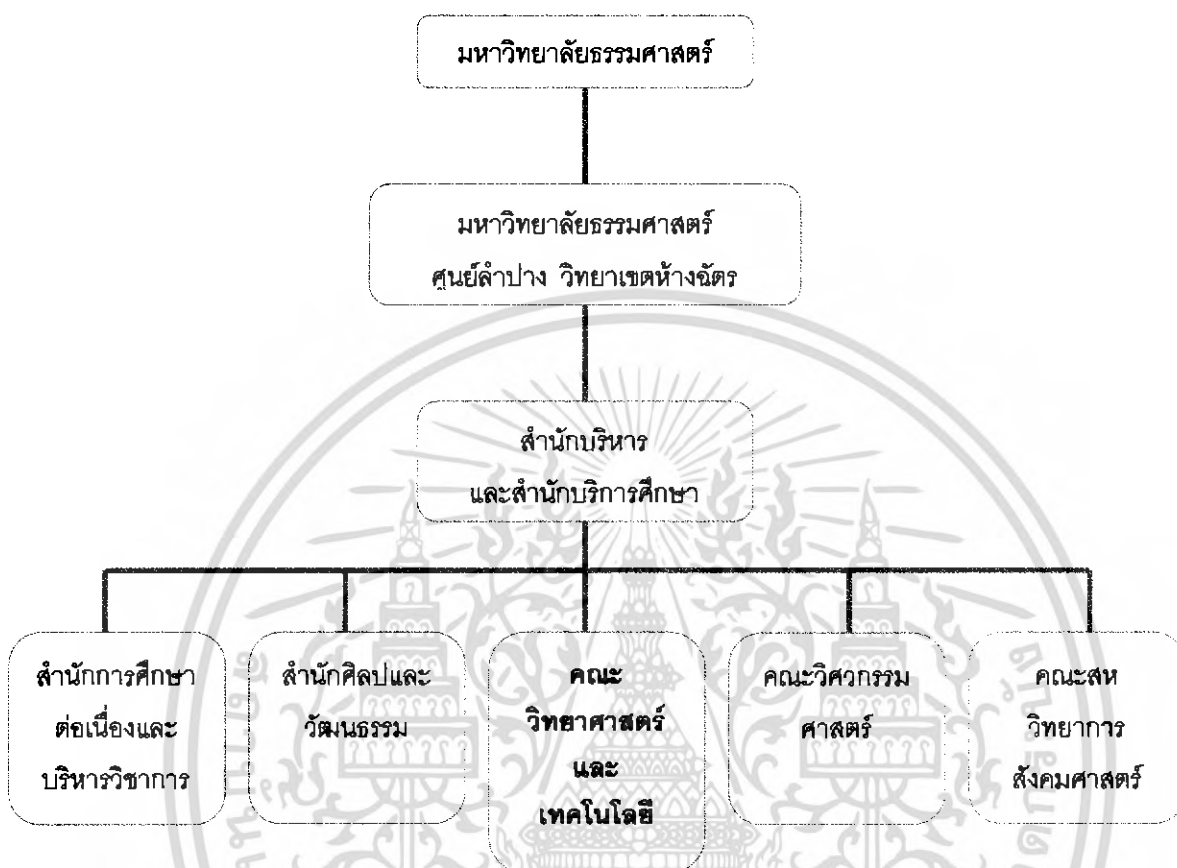 มหาวิทยาลัยธรรมศาสตร์
มหาวิทยาลัยธรรมศาสตร์
ศูนย์ลำปาง วิทยาเขตห้างฉัตร
สำนักบริหาร
และสำนักบริการศึกษา
สำนักการศึกษา
ต่อเนื่องและ
บริหารวิชาการ
สำนักศิลปและ
วัฒนธรรม
คณะ
วิทยาศาสตร์
และ
เทคโนโลยี
คณะวิศวกรรม
ศาสตร์
คณะสห
วิทยาการ
สังคมศาสตร์